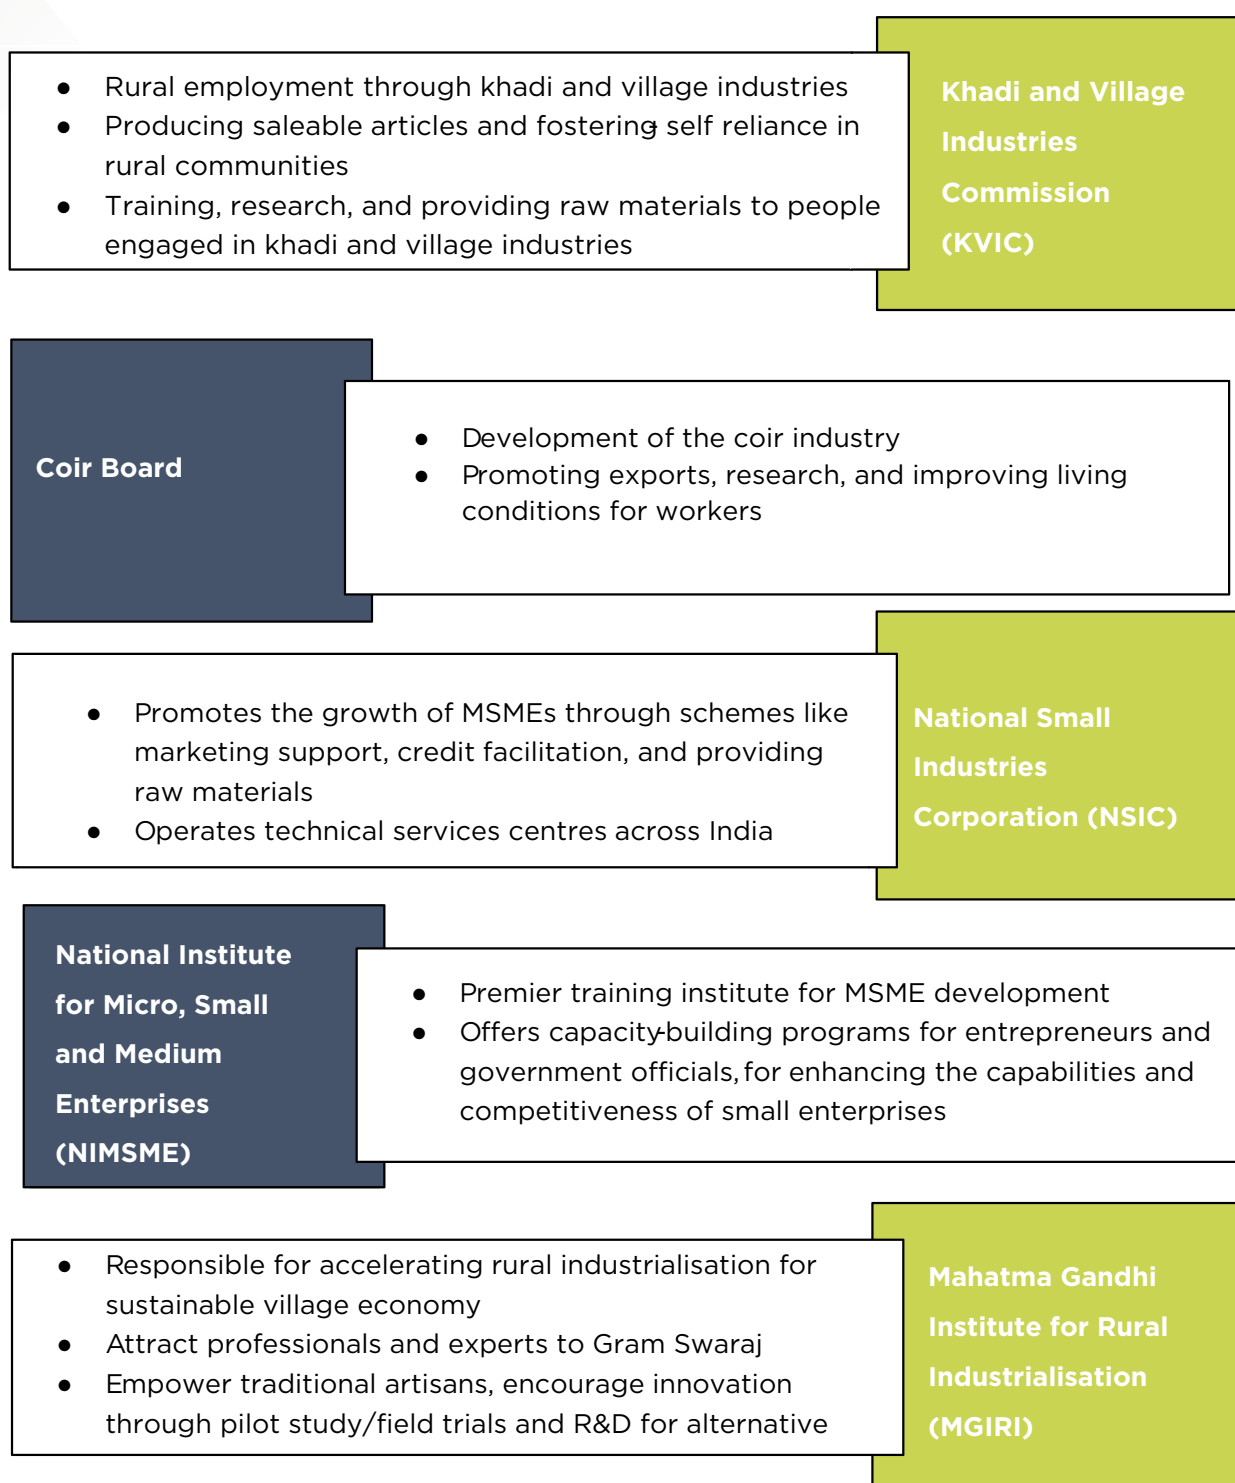 ● Rural employment through khadi and village industries
● Producing saleable articles and fostering self reliance in
rural communities
● Training, research, and providing raw materials to people
engaged in khadi and village industries
Khadi and Village
Industries
Commission
(KVIC)
Coir Board
● Development of the coir industry
● Promoting exports, research, and improving living
conditions for workers
● Promotes the growth of MSMEs through schemes like
marketing support, credit facilitation, and providing
raw materials
● Operates technical services centres across India
National Small
Industries
Corporation (NSIC)
National Institute
for Micro, Small
and Medium
Enterprises
(NIMSME)
● Premier training institute for MSME development
● Offers capacity-building programs for entrepreneurs and
government officials, for enhancing the capabilities and
competitiveness of small enterprises
● Responsible for accelerating rural industrialisation for
sustainable village economy
● Attract professionals and experts to Gram Swaraj
● Empower traditional artisans, encourage innovation
through pilot study/field trials and R&D for alternative
Mahatma Gandhi
Institute for Rural
Industrialisation
(MGIRI)